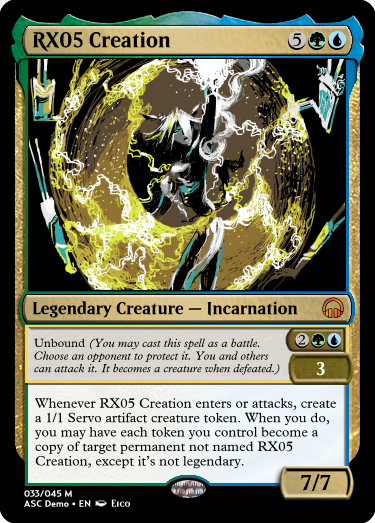 RX05 Creation 5
Legendary Creature — Incarnation
Unbound (You may cast this spell as a battle. 2
Choose an opponent to protect it. You and others
can attack it. It becomes a creature when defeated.) 3
Whenever RX05 Creation enters or attacks, create
a 1/1 Servo artifact creature token. When you do,
you may have each token you control become a
copy of target permanent not named RX05
Creation, except it's not legendary.
7/7
033/045 M
ASC Demo • EN Eico